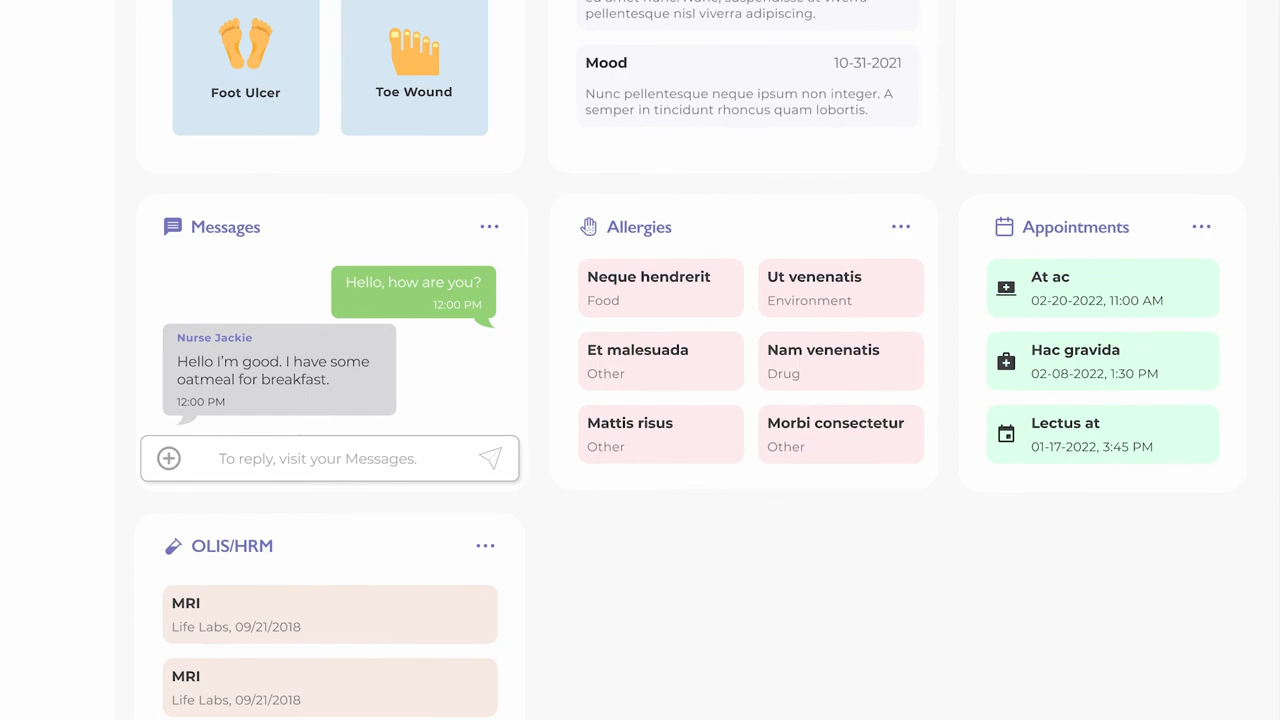 Foot Ulcer
Toe Wound
pellentesque nisl viverra adipiscing.
Mood
10-31-2021
Nunc pellentesque neque ipsum non integer. A
semper in tincidunt rhoncus quam lobortis.
Messages
Hello, how are you?
12:00 PM
Nurse Jackie
Hello I'm good. I have some
oatmeal for breakfast.
12:00 PM
To reply, visit your Messages.
Allergies
Neque hendrerit
Food
Ut venenatis
Environment
Et malesuada
Other
Nam venenatis
Drug
Mattis risus
Other
Morbi consectetur
Other
Appointments
At ac
02-20-2022, 11:00 AM
Hac gravida
02-08-2022, 1:30 PM
Lectus at
01-17-2022, 3:45 PM
OLIS/HRM
MRI
Life Labs, 09/21/2018
MRI
Life Labs, 09/21/2018